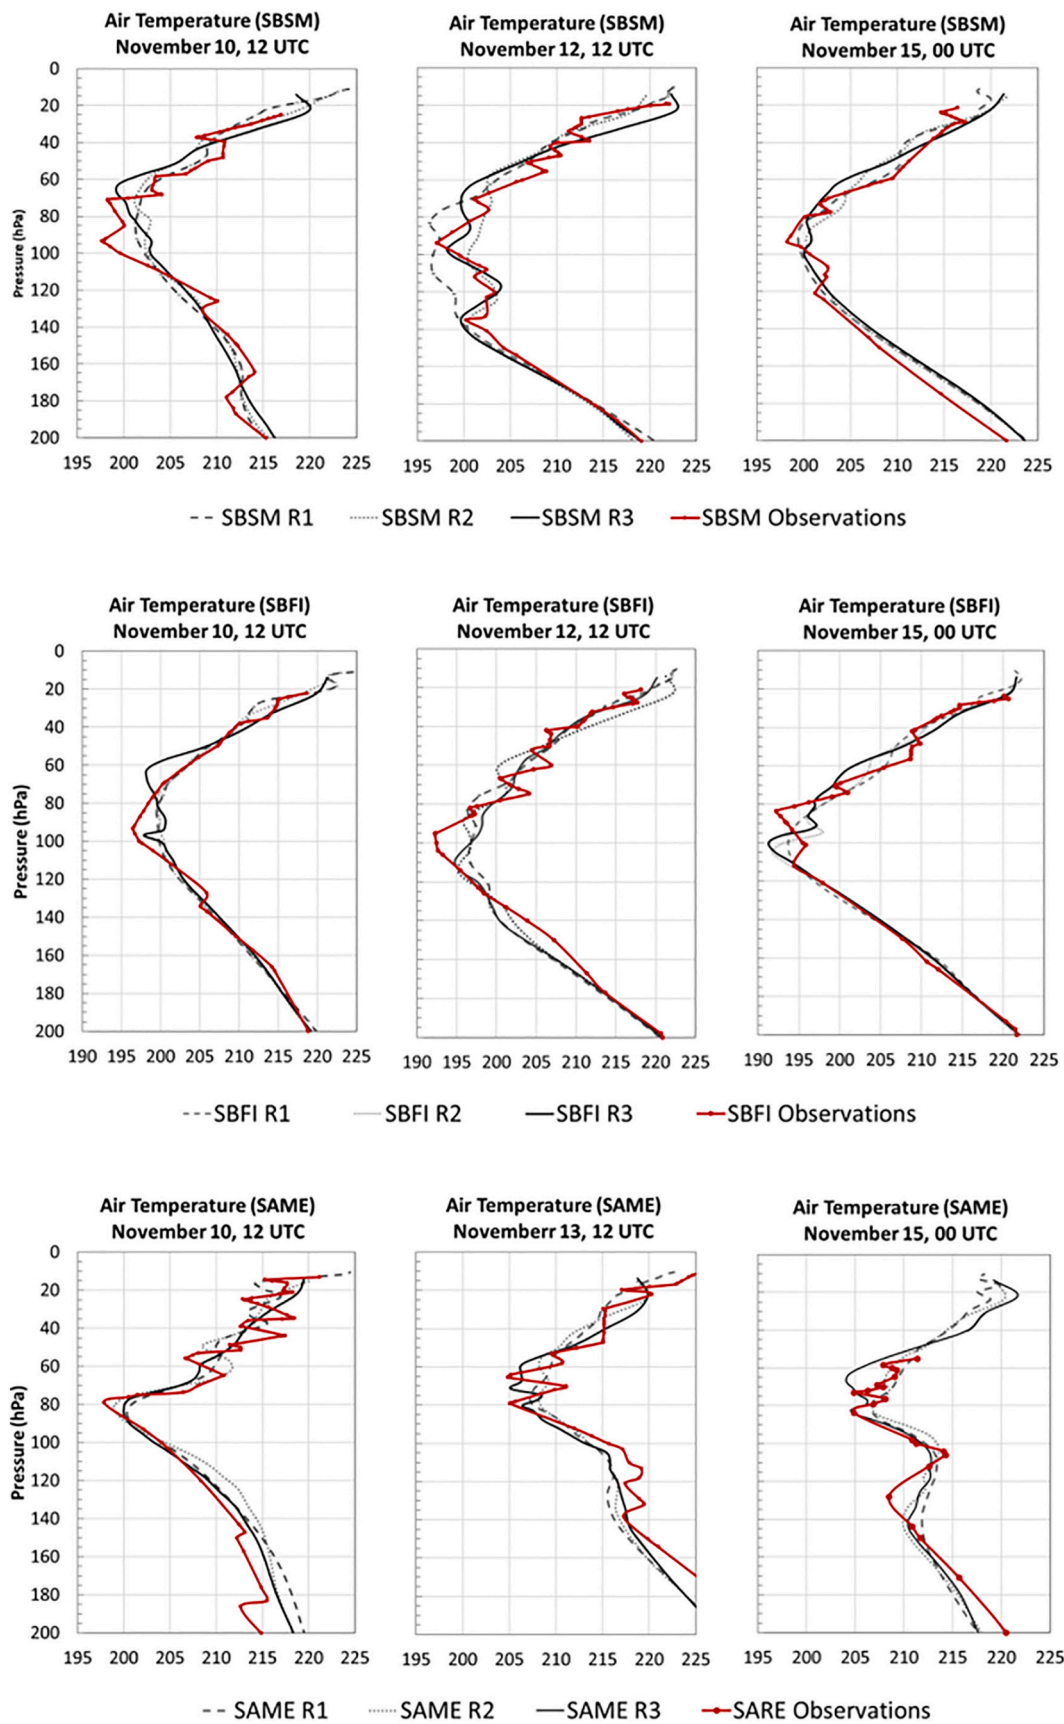 Air Temperature (SBSM)
November 10, 12 UTC
Air Temperature (SBSM)
November 12, 12 UTC
Air Temperature (SBSM)
November 15, 00 UTC
Pressure (hPa)
0
20
40
60
80
100
120
140
160
180
200
195 200 205 210 215 220 225
195 200 205 210 215 220 225
195 200 205 210 215 220 225
SBSM R1 SBSM R2 SBSM R3 SBSM Observations
Air Temperature (SBFI)
November 10, 12 UTC
Air Temperature (SBFI)
November 12, 12 UTC
Air Temperature (SBFI)
November 15, 00 UTC
Pressure (hPa)
0
20
40
60
80
100
120
140
160
180
200
190 195 200 205 210 215 220 225
190 195 200 205 210 215 220 225
190 195 200 205 210 215 220 225
SBFI R1 SBFI R2 SBFI R3 SBFI Observations
Air Temperature (SAME)
November 10, 12 UTC
Air Temperature (SAME)
Novemberr 13, 12 UTC
Air Temperature (SAME)
November 15, 00 UTC
Pressure (hPa)
0
20
40
60
80
100
120
140
160
180
200
195 200 205 210 215 220 225
195 200 205 210 215 220 225
195 200 205 210 215 220 225
SAME R1 SAME R2 SAME R3 SARE Observations